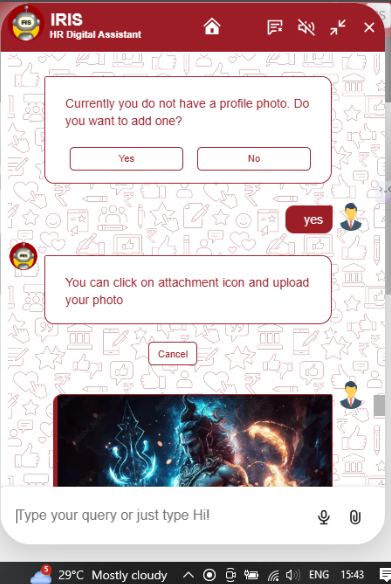 IRIS
HR Digital Assistant
Currently you do not have a profile photo. Do
you want to add one?
Yes
No
yes
You can click on attachment icon and upload
your photo
Cancel
Type your query or just type Hi!
5
29°C Mostly cloudy
ENG
15:43